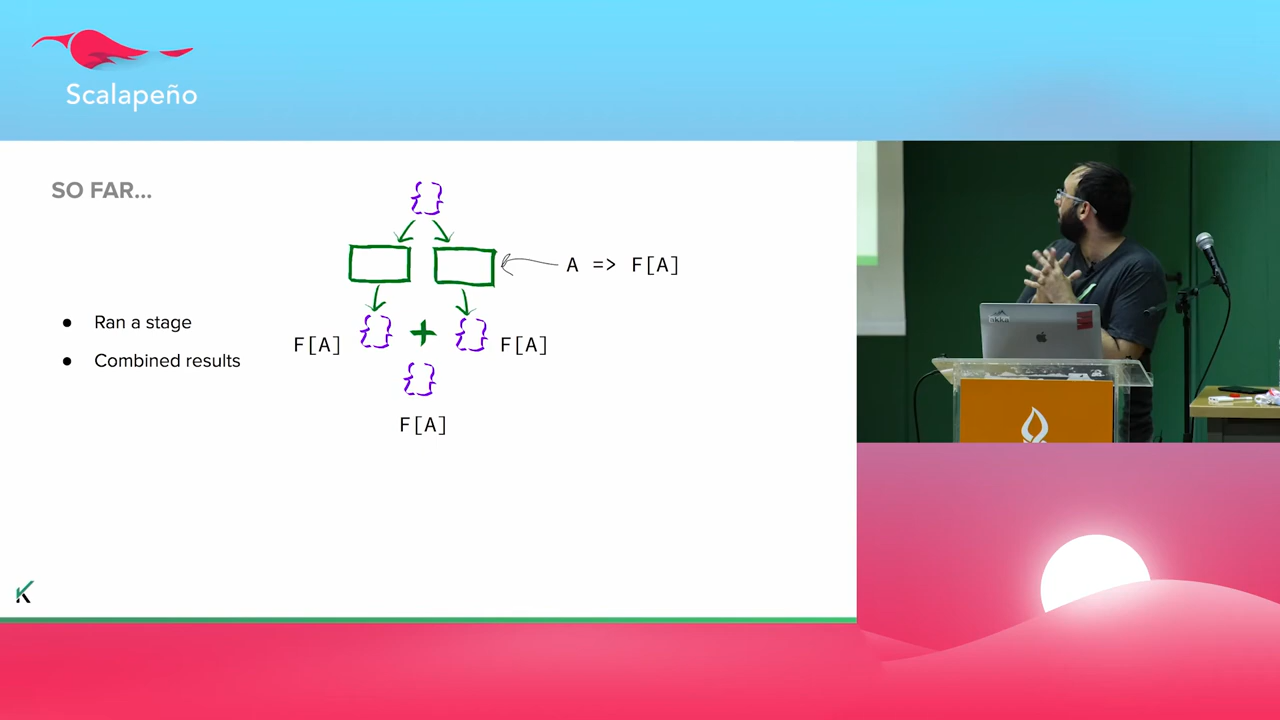 Scalapeño
SO FAR...
{}
A => F[A]
● Ran a stage
● Combined results
F[A] {} + {} F[A]
{}
F[A]
K